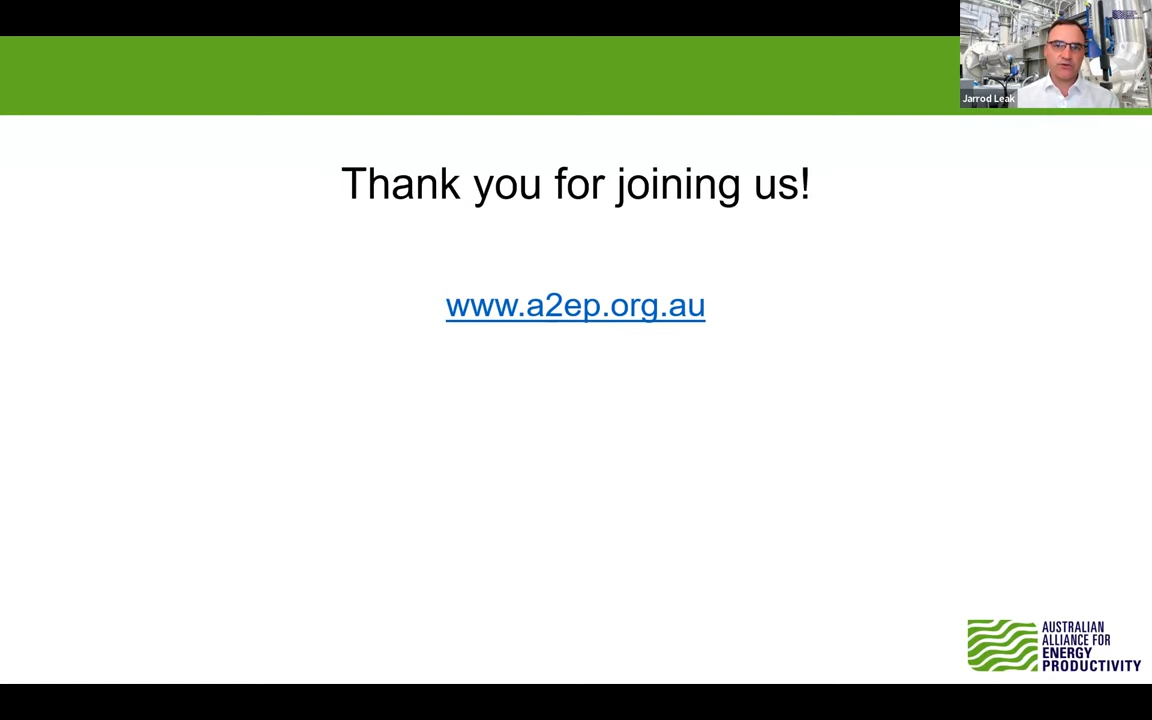 Jarrod Leak
Thank you for joining us!
www.a2ep.org.au
AUSTRALIAN
ALLIANCE FOR
ENERGY
PRODUCTIVITY